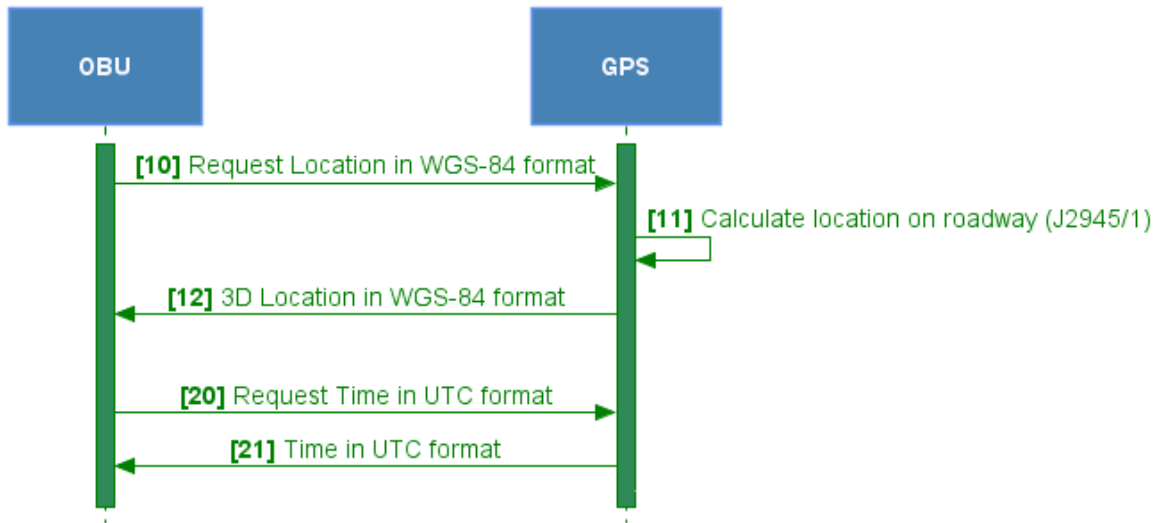 OBU
GPS
[10] Request Location in WGS-84 format
[11] Calculate location on roadway (J2945/1)
[12] 3D Location in WGS-84 format
[20] Request Time in UTC format
[21] Time in UTC format